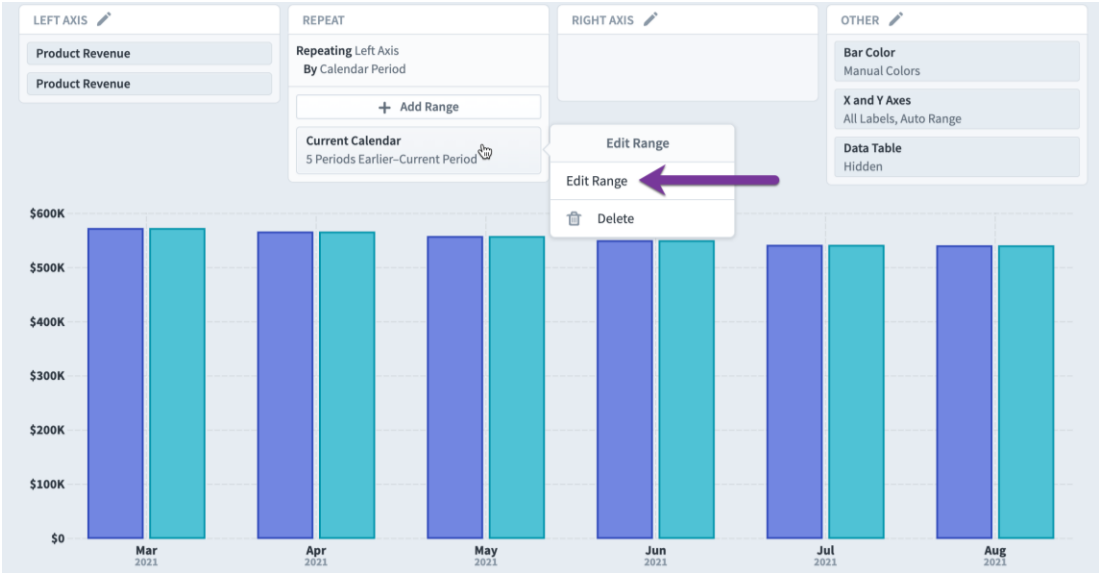 LEFT AXIS
Product Revenue
Product Revenue
REPEAT
Repeating Left Axis
By Calendar Period
Add Range
Current Calendar
5 Periods Earlier–Current Period
RIGHT AXIS
OTHER
Bar Color
Manual Colors
X and Y Axes
All Labels, Auto Range
Data Table
Hidden
Edit Range
Edit Range
Delete
$600K
$500K
$400K
$300K
$200K
$100K
$0
Mar
2021
Apr
2021
May
2021
Jun
2021
Jul
2021
Aug
2021